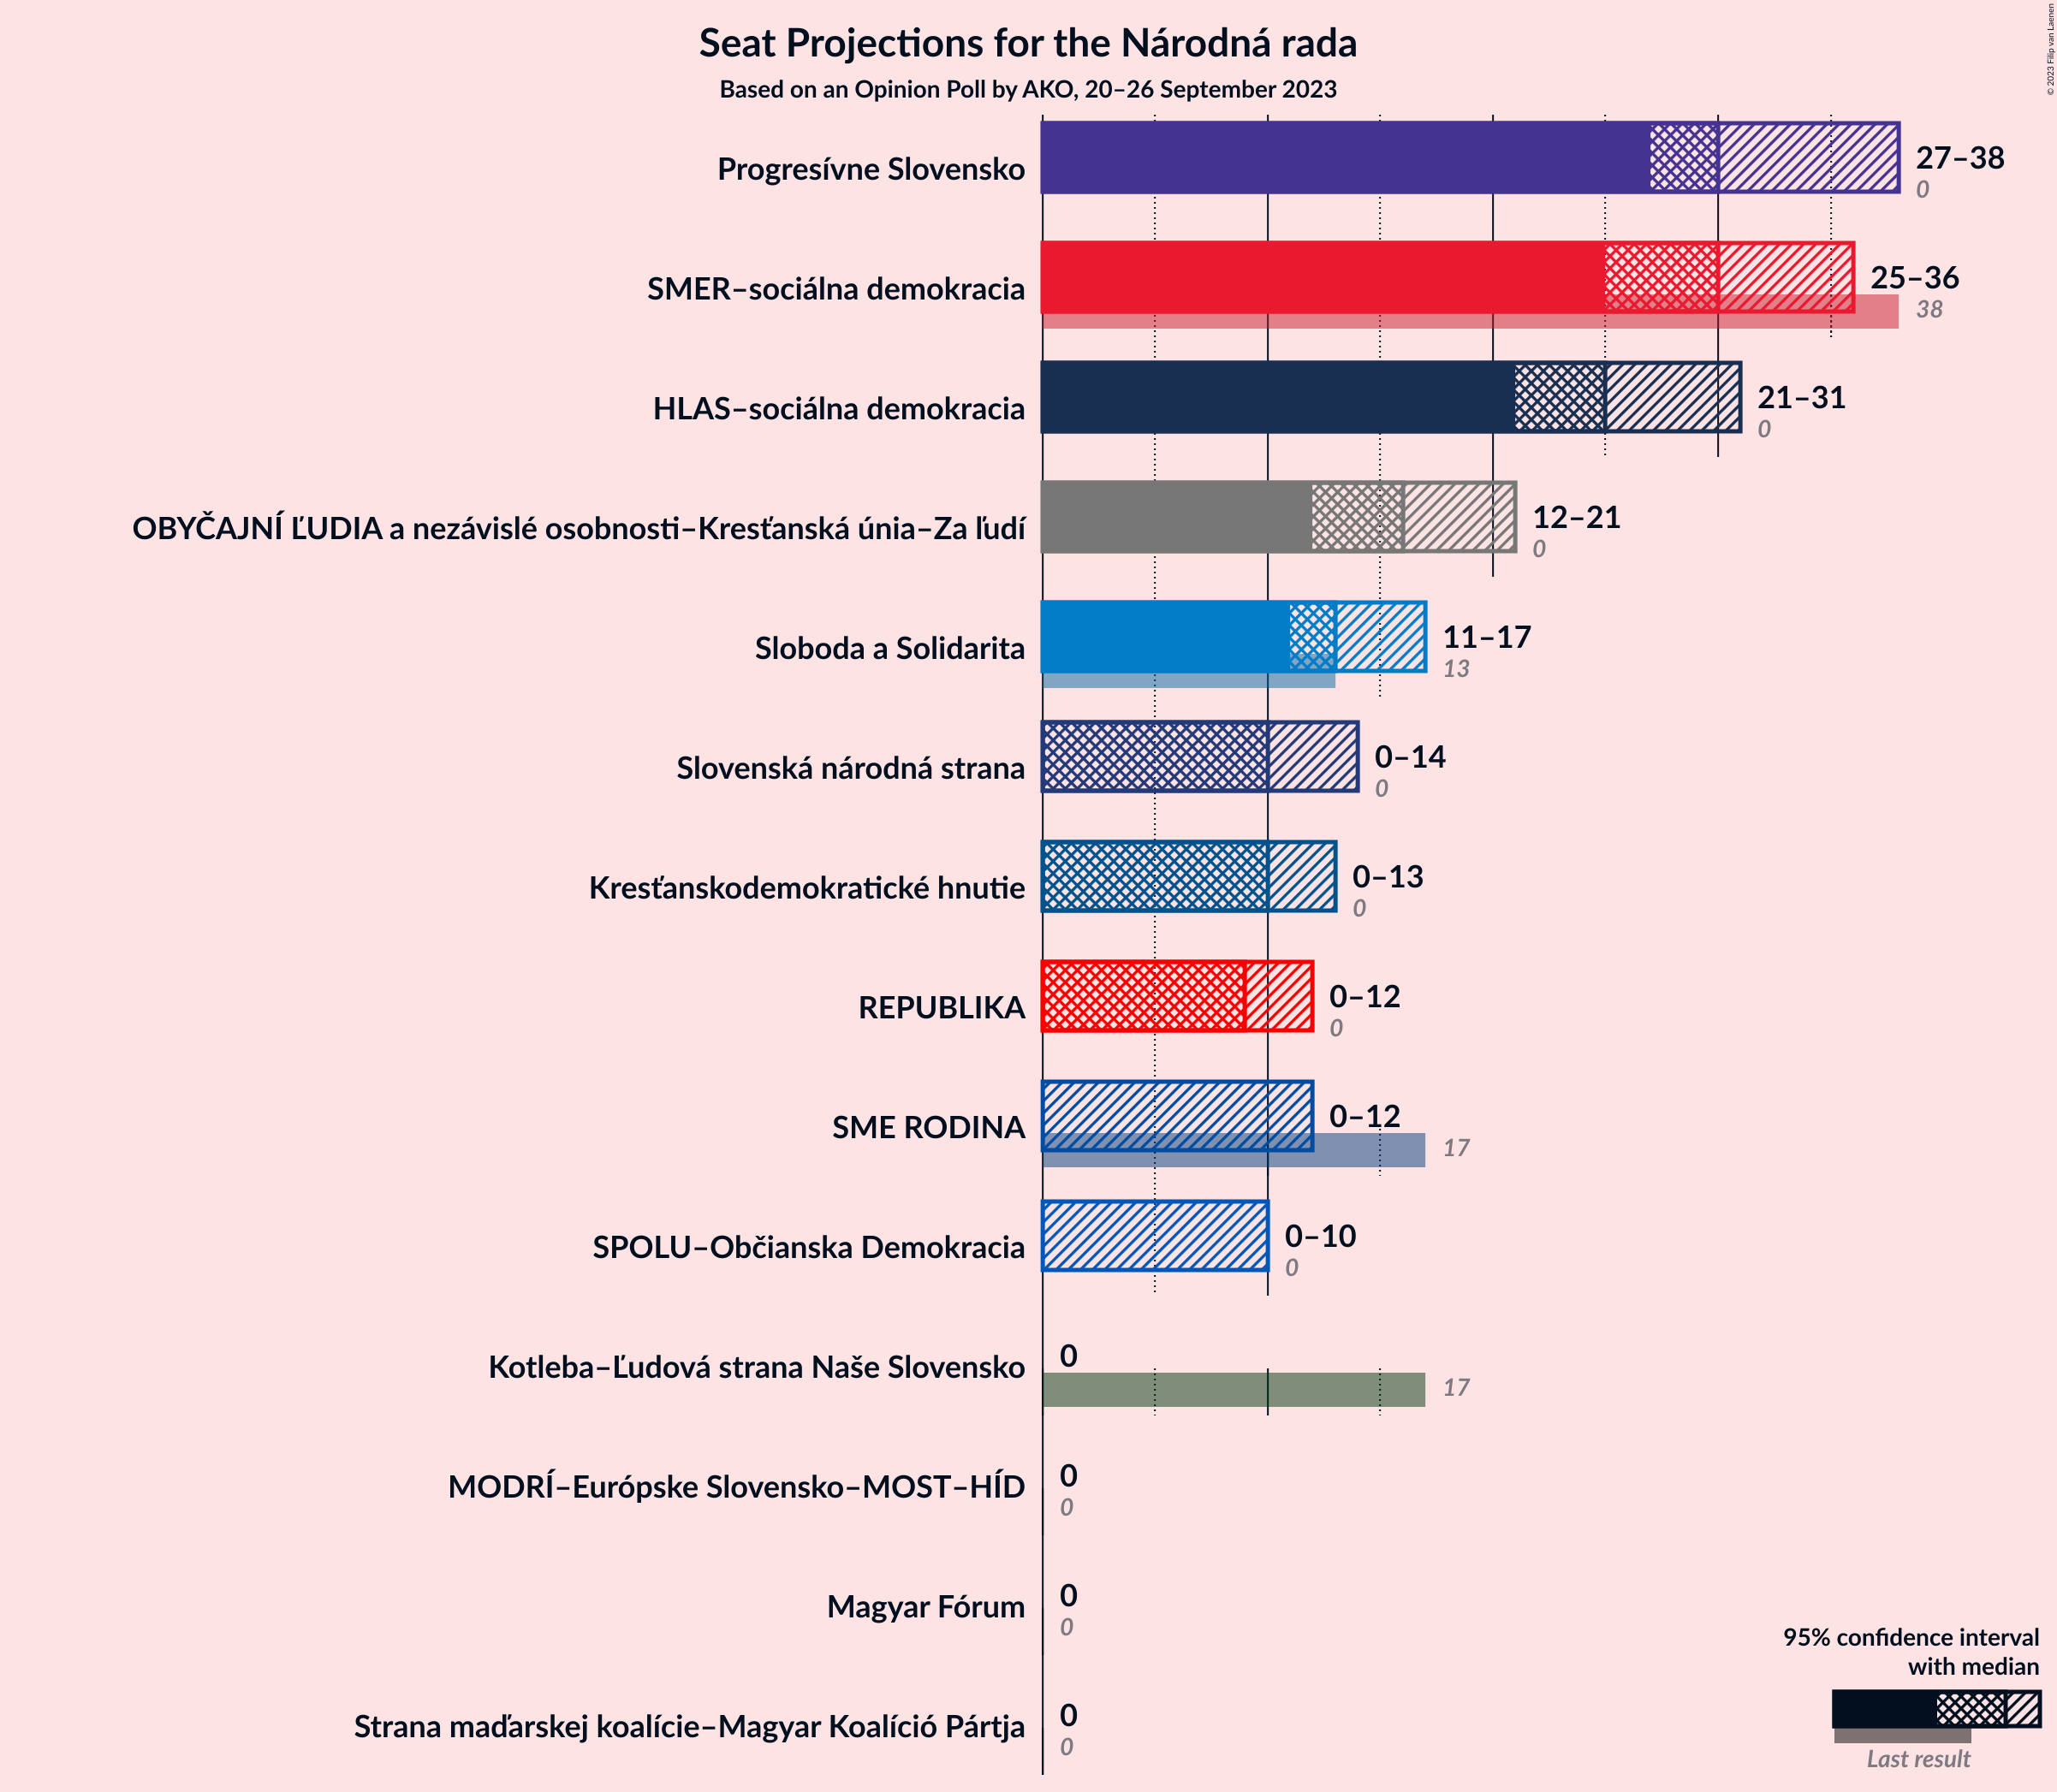 Seat Projections for the Národná rada
Based on an Opinion Poll by AKO, 20–26 September 2023
© 2023 Filip van Laenen
Progresívne Slovensko
27–38
0
SMER–sociálna demokracia
25–36
38
HLAS–sociálna demokracia
21–31
0
OBYČAJNÍ ĽUDIA a nezávislé osobnosti–Kresťanská únia–Za ľudí
12–21
0
Sloboda a Solidarita
11–17
13
Slovenská národná strana
0–14
0
Kresťanskodemokratické hnutie
0–13
0
REPUBLIKA
0–12
0
SME RODINA
0–12
17
SPOLU–Občianska Demokracia
0–10
0
Kotleba–Ľudová strana Naše Slovensko
0
17
MODRÍ–Európske Slovensko–MOST–HÍD
0
0
Magyar Fórum
0
0
Strana maďarskej koalície–Magyar Koalíció Pártja
0
0
95% confidence interval
with median
Last result